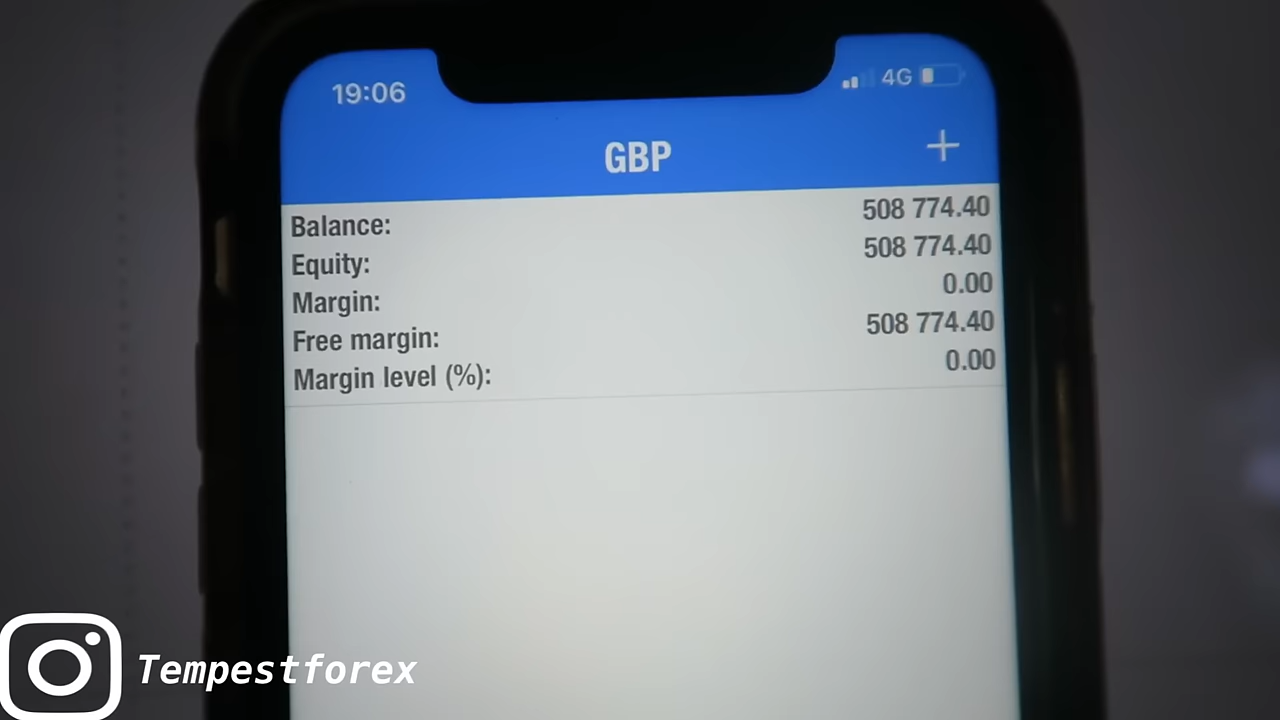 19:06 4G
GBP +
Balance: 508 774.40
Equity: 508 774.40
Margin: 0.00
Free margin: 508 774.40
Margin level (%): 0.00
Tempestforex